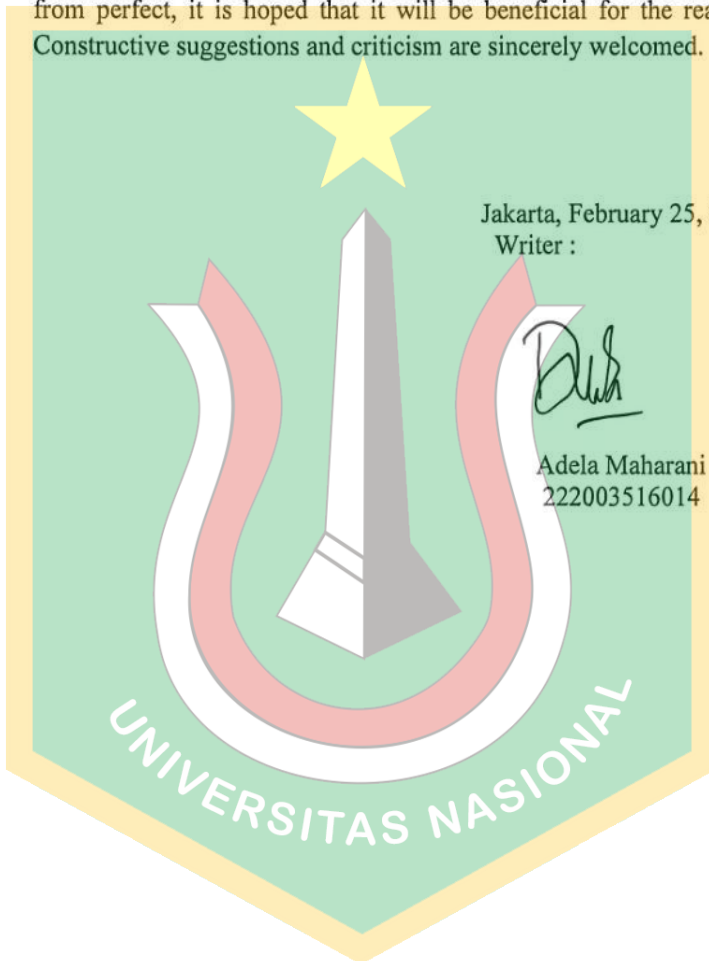 from perfect, it is hoped that it will be beneficial for the
Constructive suggestions and criticism are sincerely welcomed.
Jakarta, February 25,
Writer :
Adela Maharani
222003516014
UNIVERSITAS NASIONAL